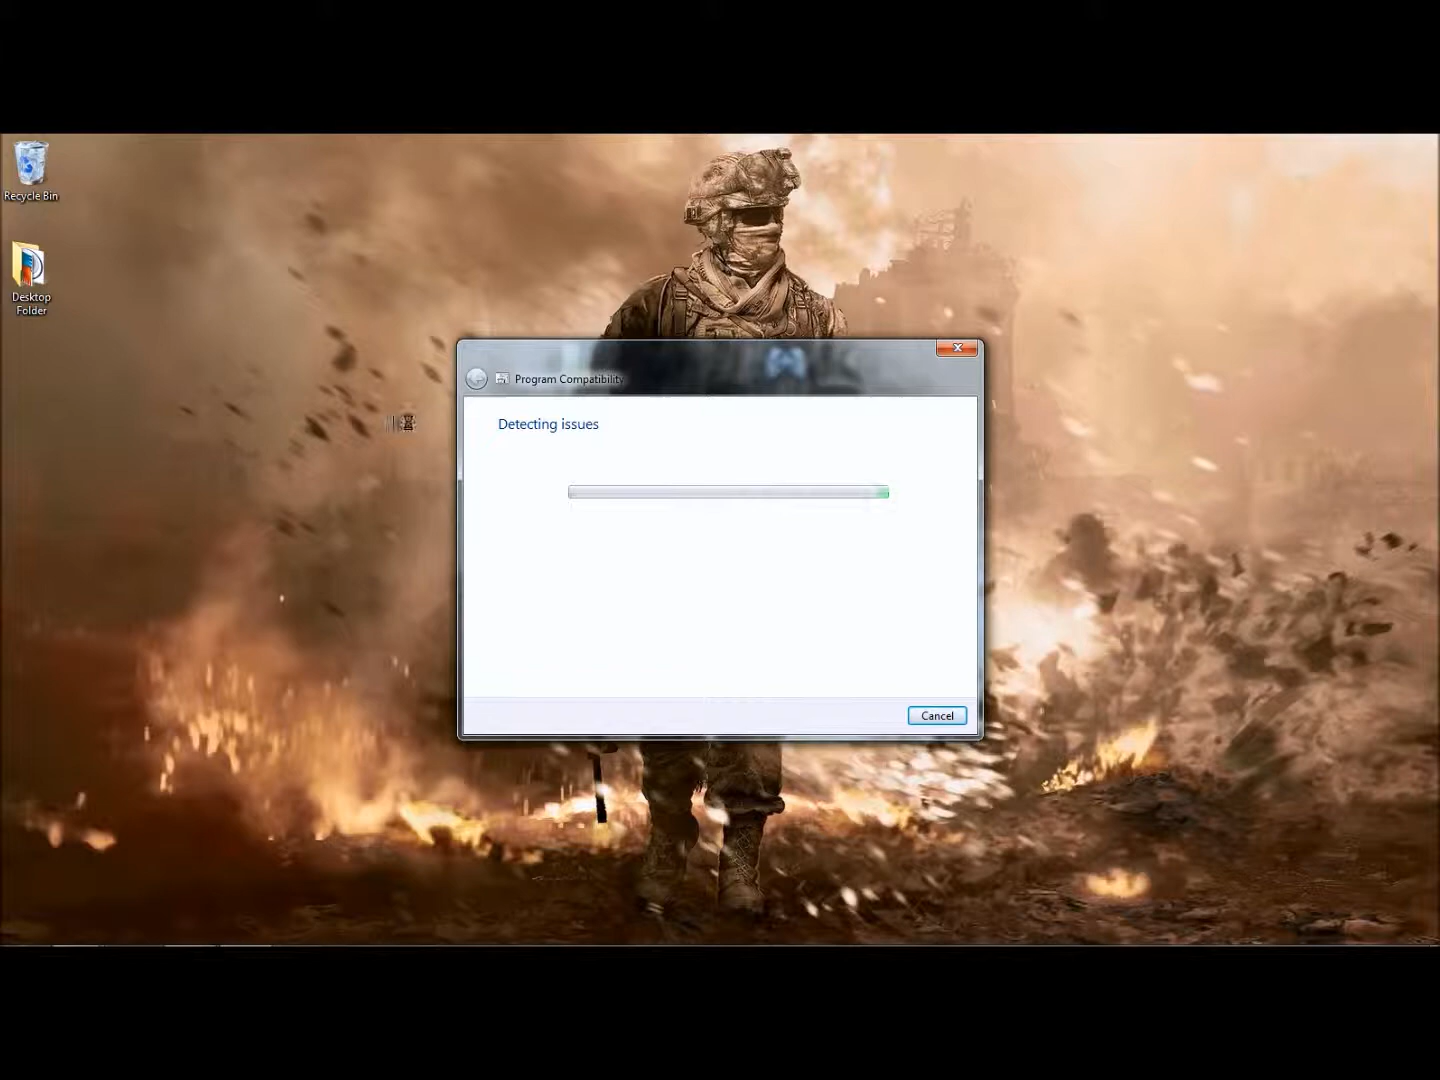 Recycle Bin
Desktop
Folder
Program Compatibility
Detecting issues
Cancel